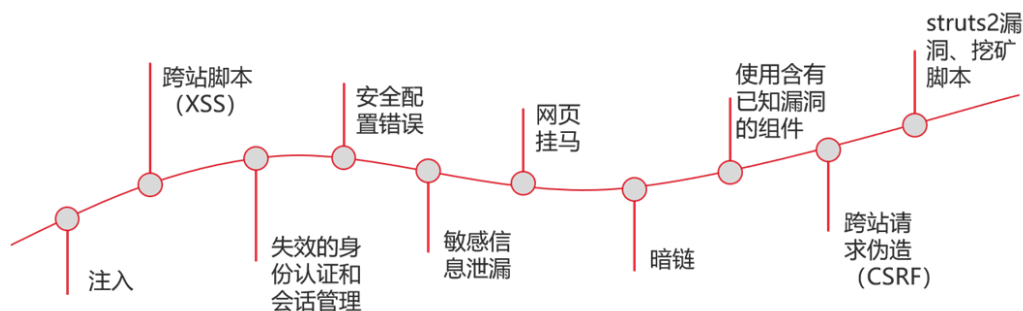 注入
跨站脚本
（XSS）
失效的身
份认证和
会话管理
安全配
置错误
敏感信
息泄漏
网页
挂马
暗链
使用含有
已知漏洞
的组件
跨站请
求伪造
（CSRF）
struts2漏
洞、挖矿
脚本